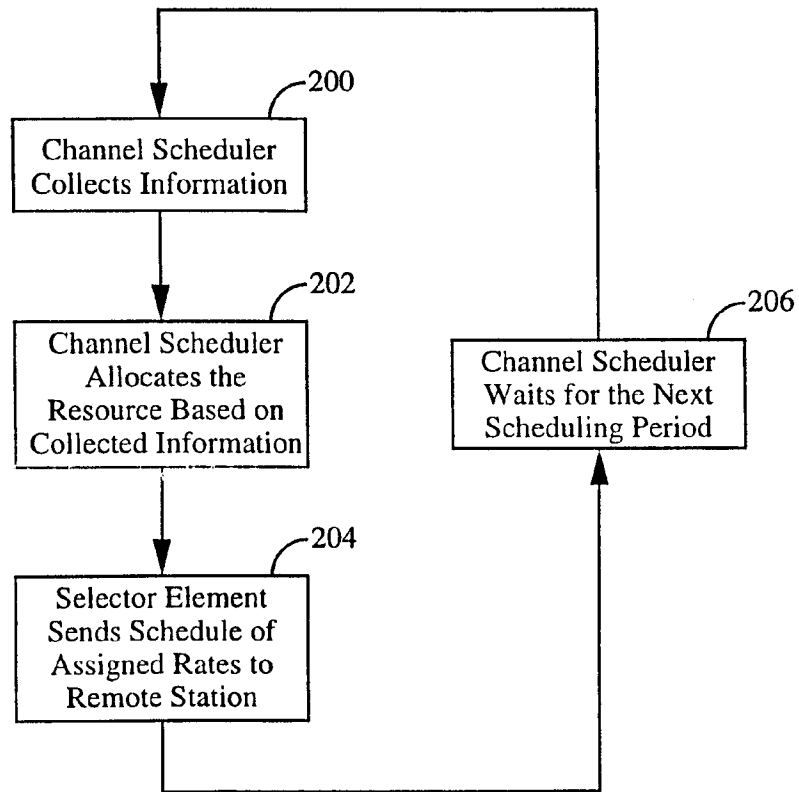 200
Channel Scheduler
Collects Information
202
Channel Scheduler
Allocates the
Resource Based on
Collected Information
204
Selector Element
Sends Schedule of
Assigned Rates to
Remote Station
206
Channel Scheduler
Waits for the Next
Scheduling Period